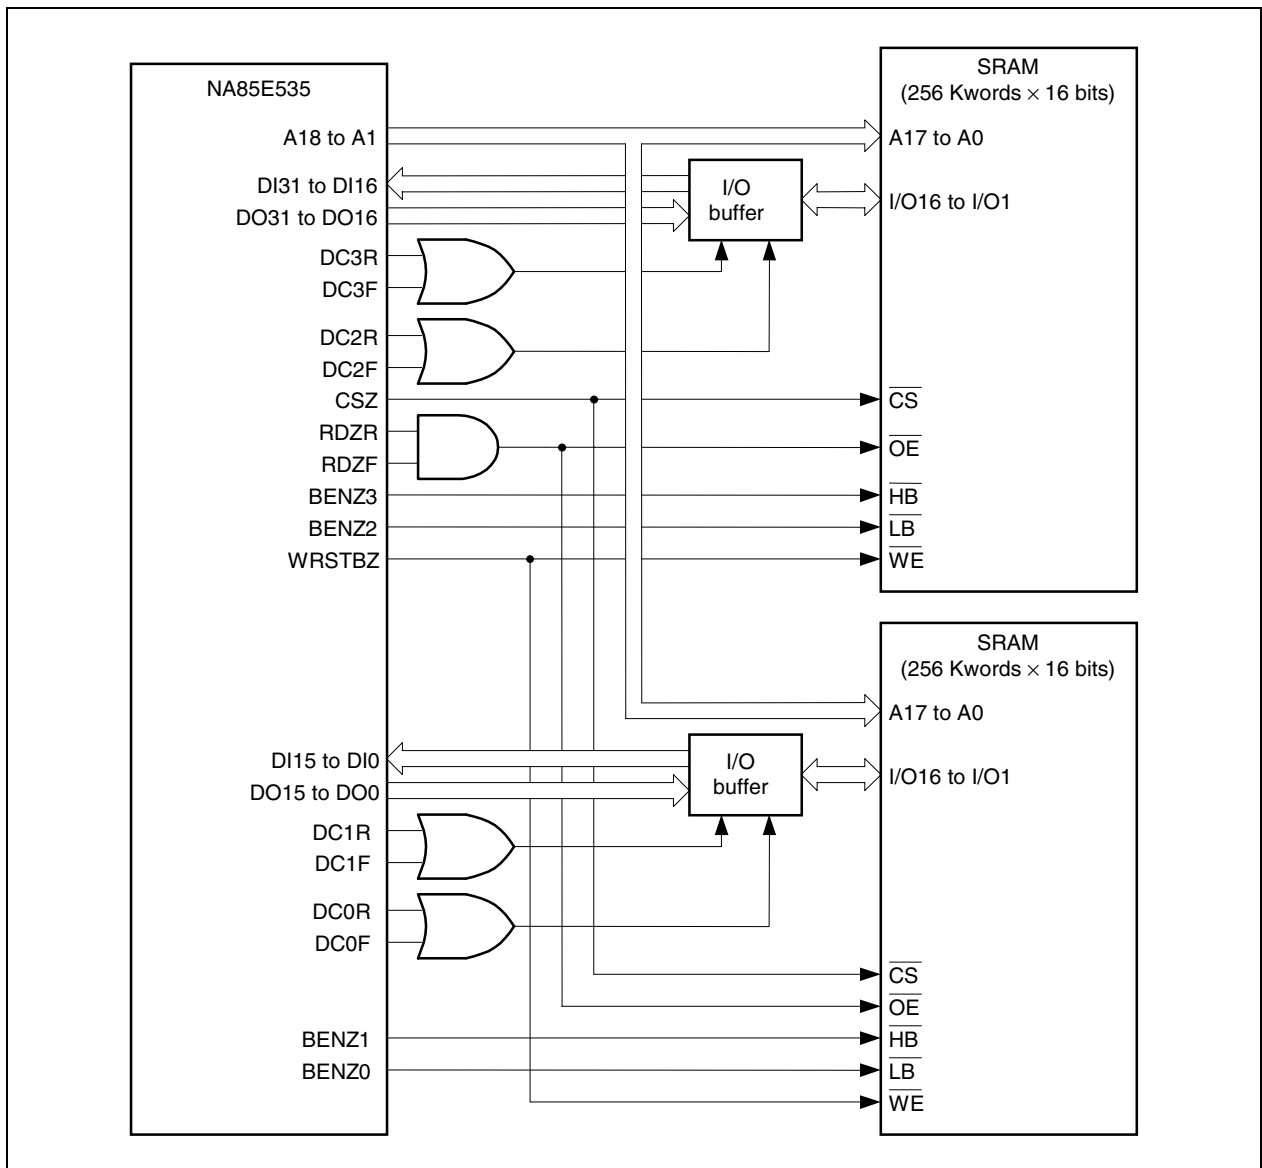 NA85E535
A18 to A1
DI31 to DI16
DO31 to DO16
DC3R
DC3F
DC2R
DC2F
CSZ
RDZR
RDZF
BENZ3
BENZ2
WRSTBZ
DI15 to DI0
DO15 to DO0
DC1R
DC1F
DC0R
DC0F
BENZ1
BENZ0
I/O
buffer
I/O
buffer
SRAM
(256 Kwords × 16 bits)
A17 to A0
I/O16 to I/O1
CS
OE
HB
LB
WE
SRAM
(256 Kwords × 16 bits)
A17 to A0
I/O16 to I/O1
CS
OE
HB
LB
WE